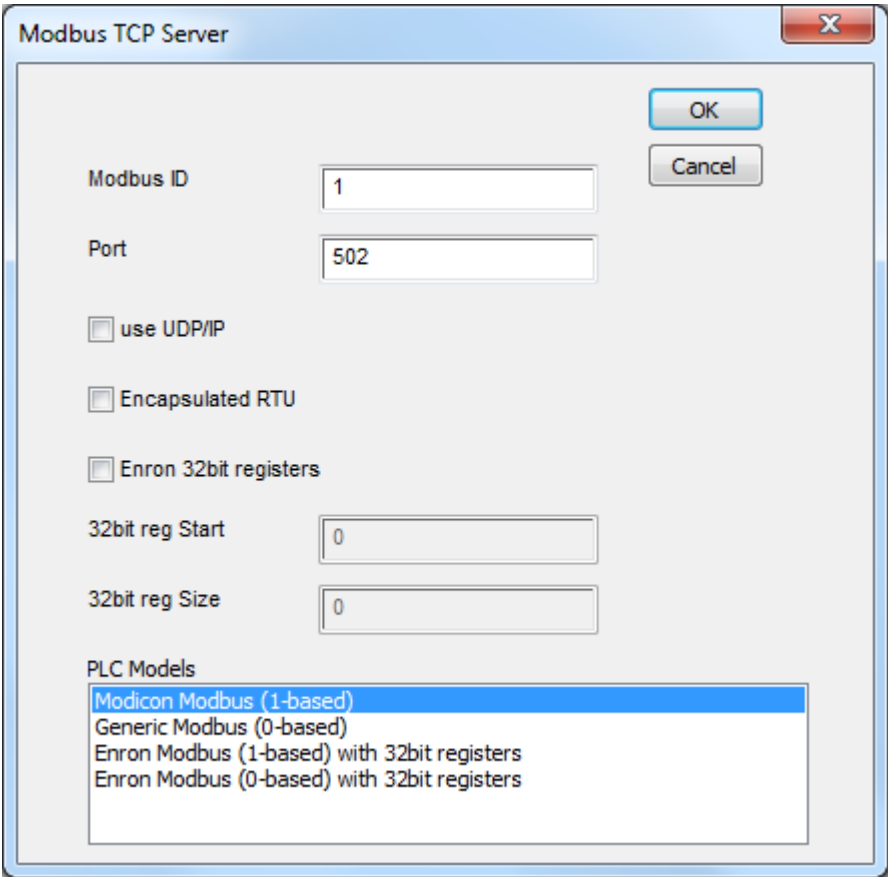 Modbus TCP Server
OK
Cancel
Modbus ID
1
Port
502
use UDP/IP
Encapsulated RTU
Enron 32bit registers
32bit reg Start
0
32bit reg Size
0
PLC Models
Modicon Modbus (1-based)
Generic Modbus (0-based)
Enron Modbus (1-based) with 32bit registers
Enron Modbus (0-based) with 32bit registers